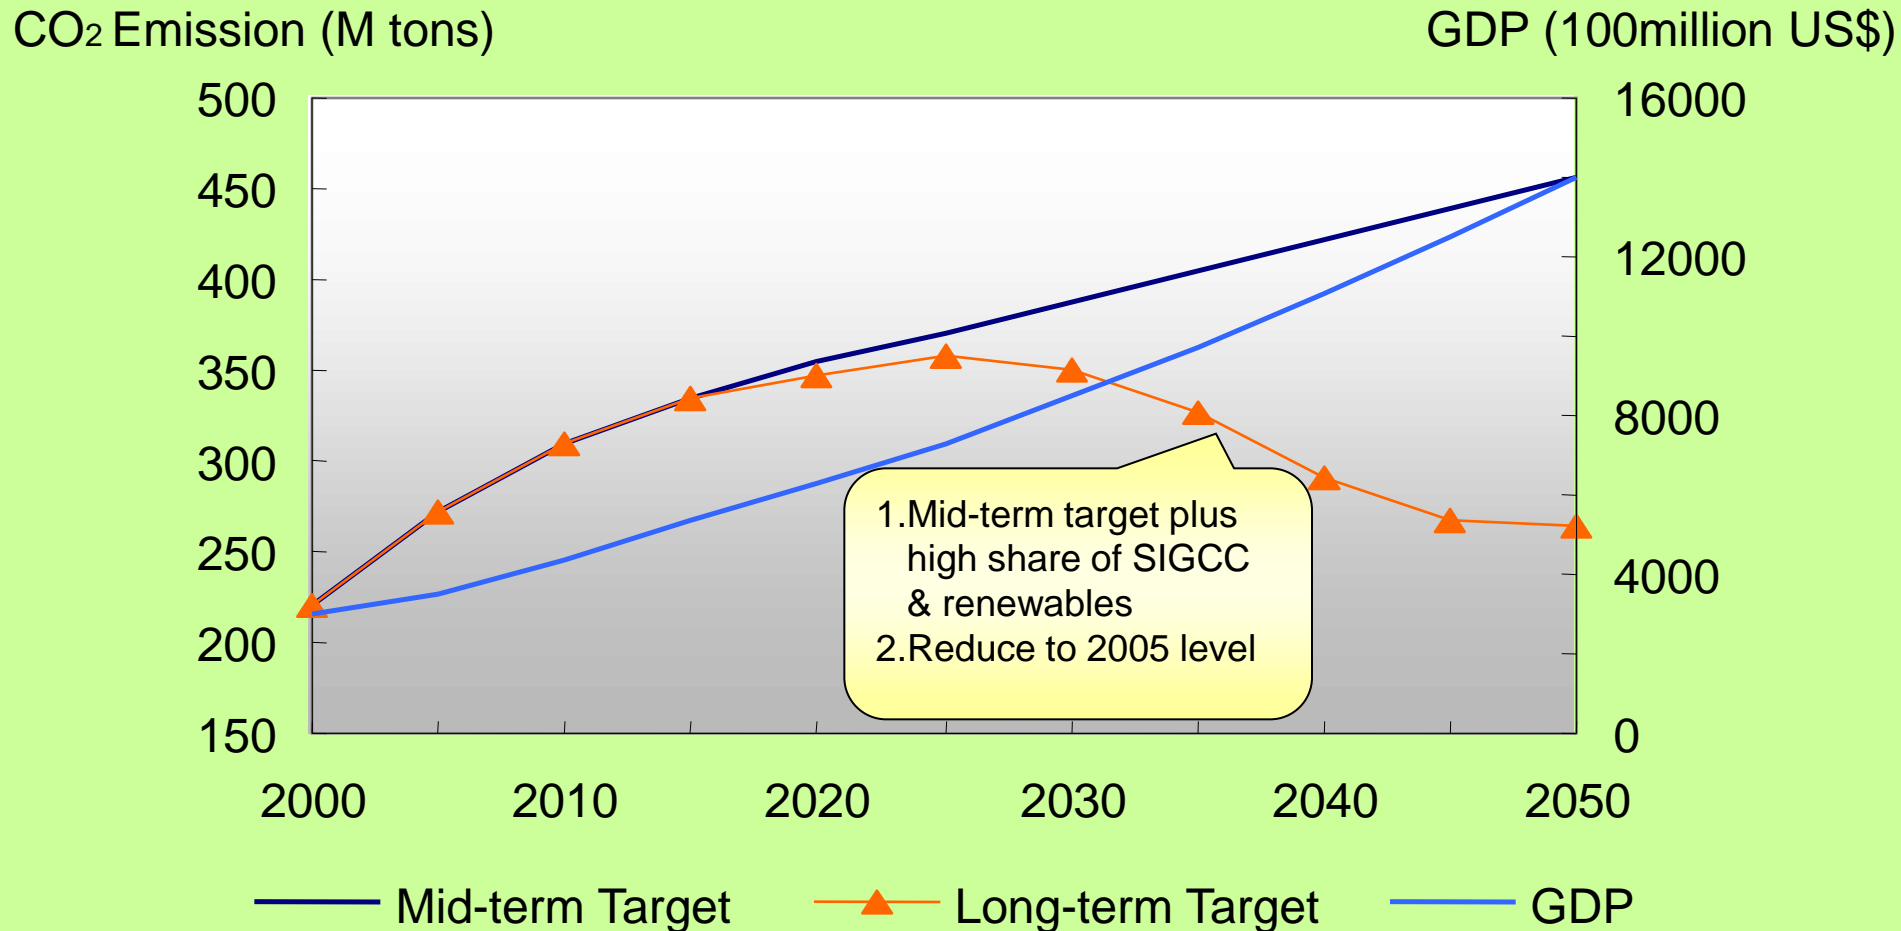 CO2 Emission (M tons)
GDP (100million US$)
500
450
400
350
300
250
200
150
16000
12000
8000
4000
0
1.Mid-term target plus
high share of SIGCC
& renewables
2.Reduce to 2005 level
2000 2010 2020 2030 2040 2050
Mid-term Target Long-term Target GDP